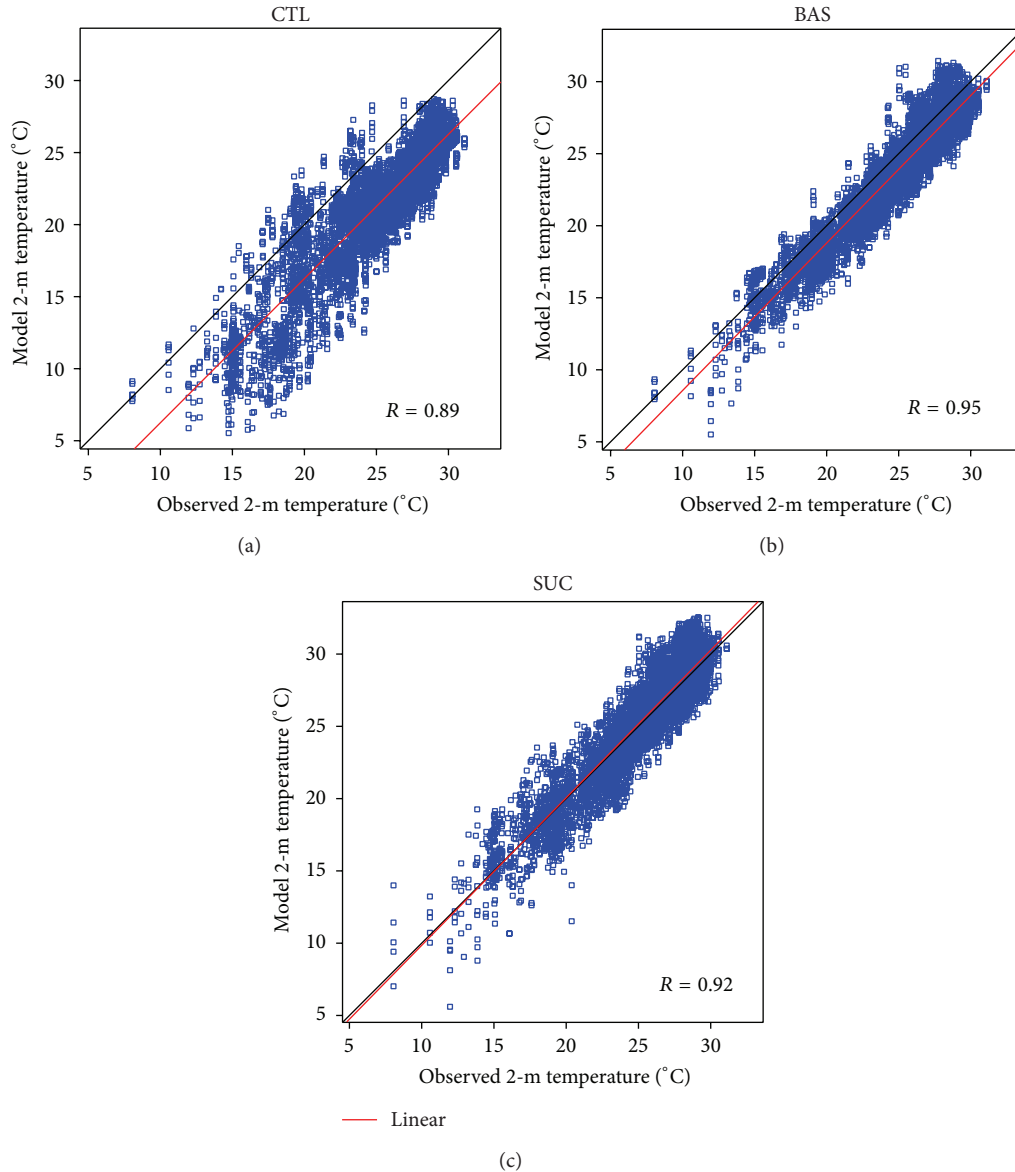 CTL
30
25
20
15
10
5
Model 2-m temperature (˚C)
R = 0.89
5 10 15 20 25 30
Observed 2-m temperature (˚C)
(a)
BAS
30
25
20
15
10
5
Model 2-m temperature (˚C)
R = 0.95
5 10 15 20 25 30
Observed 2-m temperature (˚C)
(b)
SUC
30
25
20
15
10
5
Model 2-m temperature (˚C)
R = 0.92
5 10 15 20 25 30
Observed 2-m temperature (˚C)
Linear
(c)